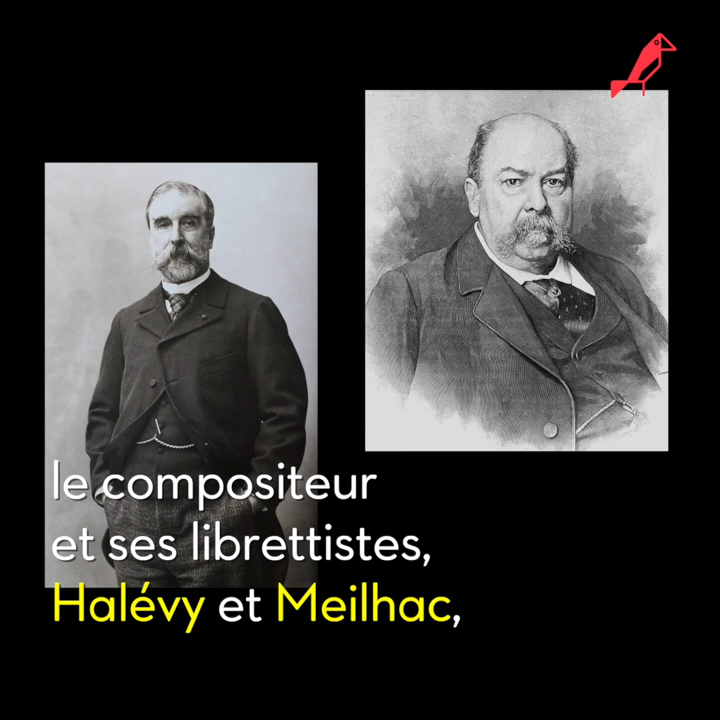 le compositeur
et ses librettistes,
Halévy et Meilhac,